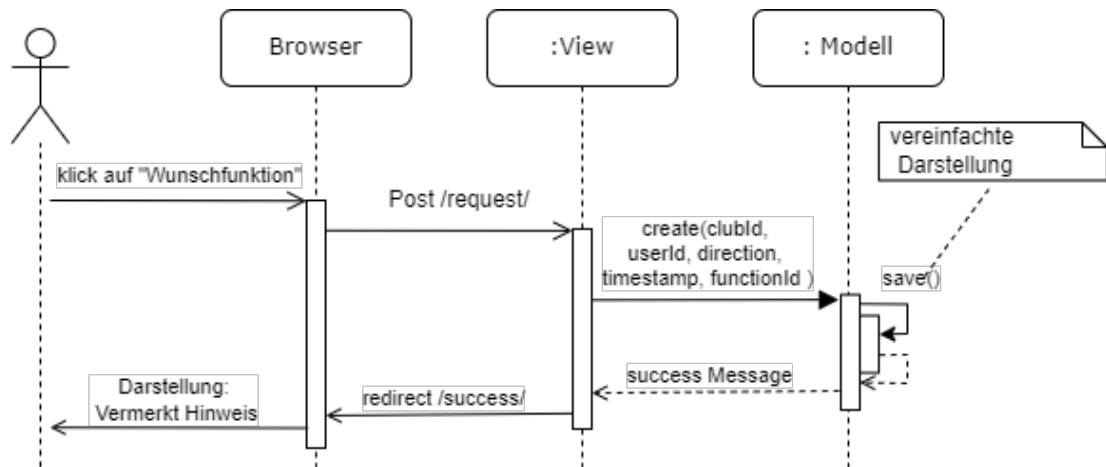 Browser
:View
: Modell
vereinfachte
Darstellung
klick auf "Wunschfunktion"
Post /request/
create(clubId,
userId, direction,
timestamp, functionId )
save()
success Message
redirect /success/
Darstellung:
Vermerkt Hinweis